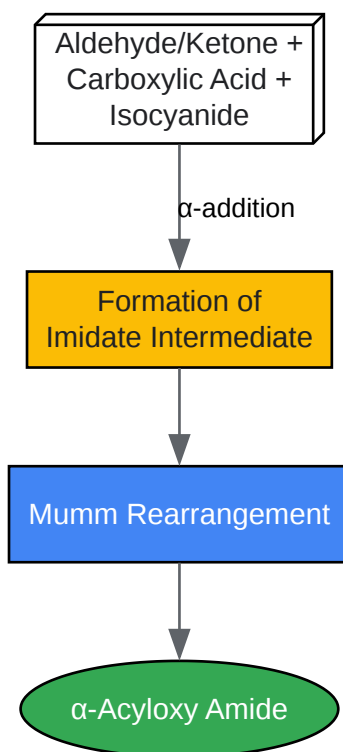 Aldehyde/Ketone +
Carboxylic Acid +
Isocyanide
α-addition
Formation of
Imidate Intermediate
Mumm Rearrangement
α-Acyloxy Amide